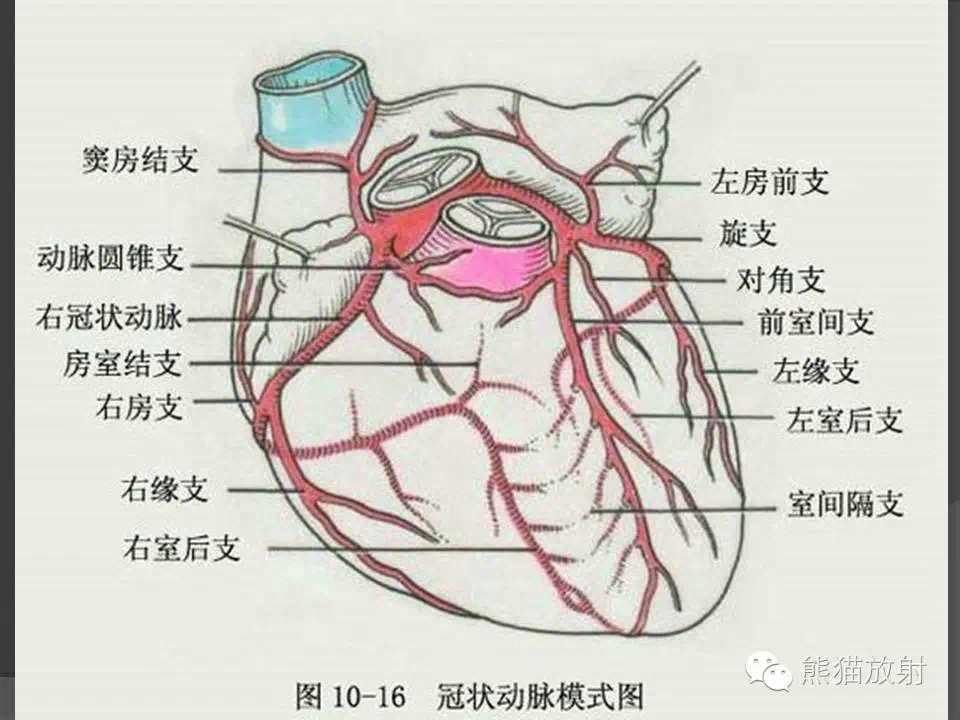 窦房结支
动脉圆锥支
右冠状动脉
房室结支
右房支
右缘支
右室后支
左房前支
旋支
对角支
前室间支
左缘支
左室后支
室间隔支
图 10-16 冠状动脉模式图
熊猫放射